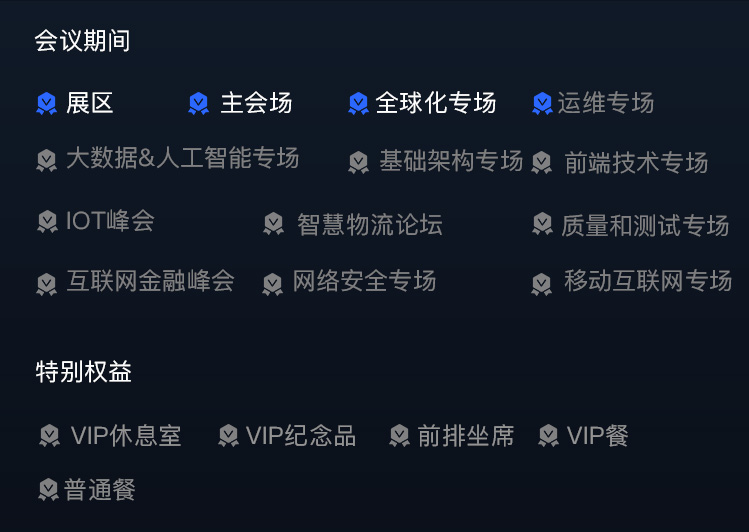 会议期间
展区 主会场 全球化专场 运维专场
大数据&人工智能专场 基础架构专场 前端技术专场
IOT峰会 智慧物流论坛 质量和测试专场
互联网金融峰会 网络安全专场 移动互联网专场
特别权益
VIP休息室 VIP纪念品 前排坐席 VIP餐
普通餐